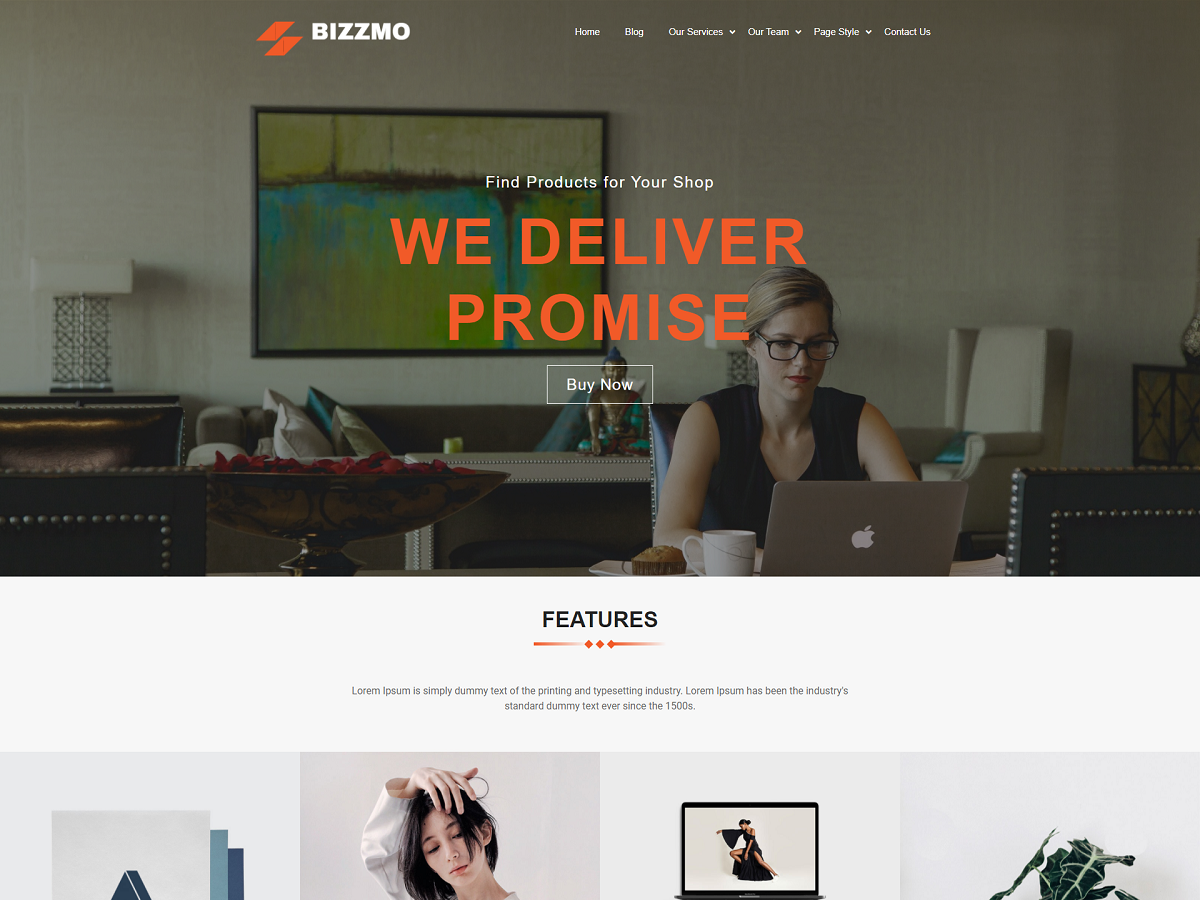 BIZZMO
Home Blog Our Services Our Team Page Style Contact Us
Find Products for Your Shop
WE DELIVER
PROMISE
Buy Now
FEATURES
Lorem Ipsum is simply dummy text of the printing and typesetting industry. Lorem Ipsum has been the industry's
standard dummy text ever since the 1500s.